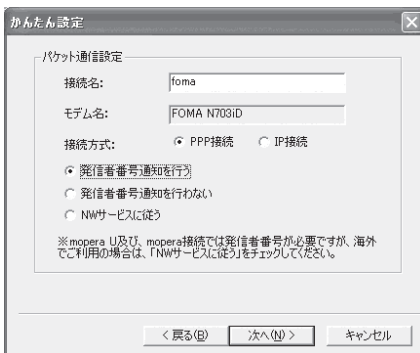 かんたん設定
パケット通信設定
接続名: foma
モデム名: FOMA N703iD
接続方式: PPP接続 IP接続
発信者番号通知を行う
発信者番号通知を行わない
NWサービスに従う
※mopera U及び、mopera接続では発信者番号が必要ですが、海外
でご利用の場合は、「NWサービスに従う」をチェックしてください。
< 戻る(B) 次へ(N) > キャンセル